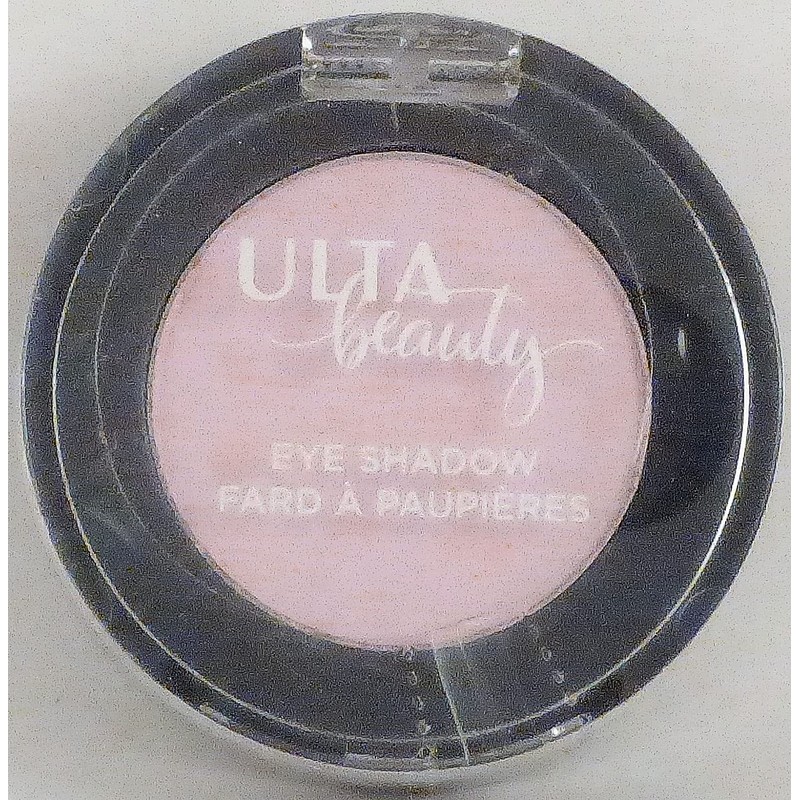 ULTA
beauty
EYE SHADOW
FARD À PAUPIÈRES